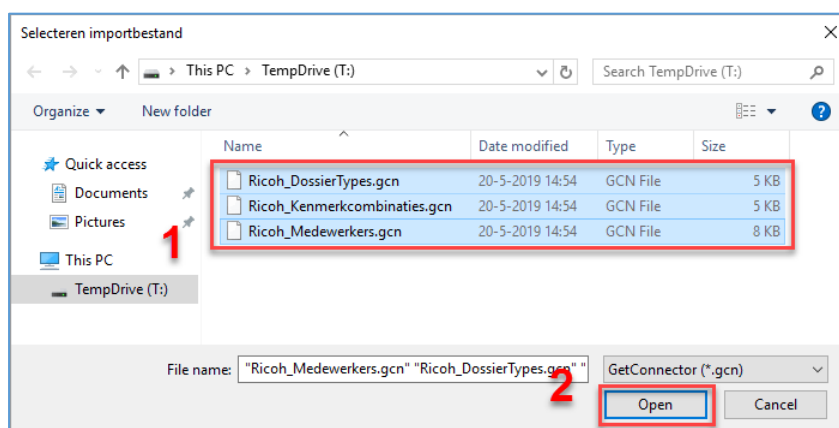 Selecteren importbestand
This PC > TempDrive (T:)
Search TempDrive (T:)
Organize
New folder
?
Name
Date modified
Type
Size
Quick access
Documents
Pictures
This PC
TempDrive (T:)
1
Ricoh_DossierTypes.gcn 20-5-2019 14:54 GCN File 5 KB
Ricoh_Kenmerkcombinaties.gcn 20-5-2019 14:54 GCN File 5 KB
Ricoh_Medewerkers.gcn 20-5-2019 14:54 GCN File 8 KB
File name: "Ricoh_Medewerkers.gcn" "Ricoh_DossierTypes.gcn" "
GetConnector (*.gcn)
2
Open
Cancel